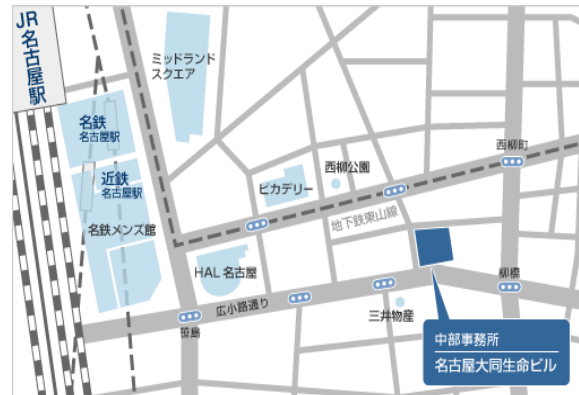 JR名古屋駅
ミッドランド
スクエア
名鉄
名古屋駅
近鉄
名古屋駅
名鉄メンズ館
ピカデリー
西柳公園
西柳町
地下鉄東山線
HAL 名古屋
広小路通り
笹島
三井物産
柳橋
中部事務所
名古屋大同生命ビル